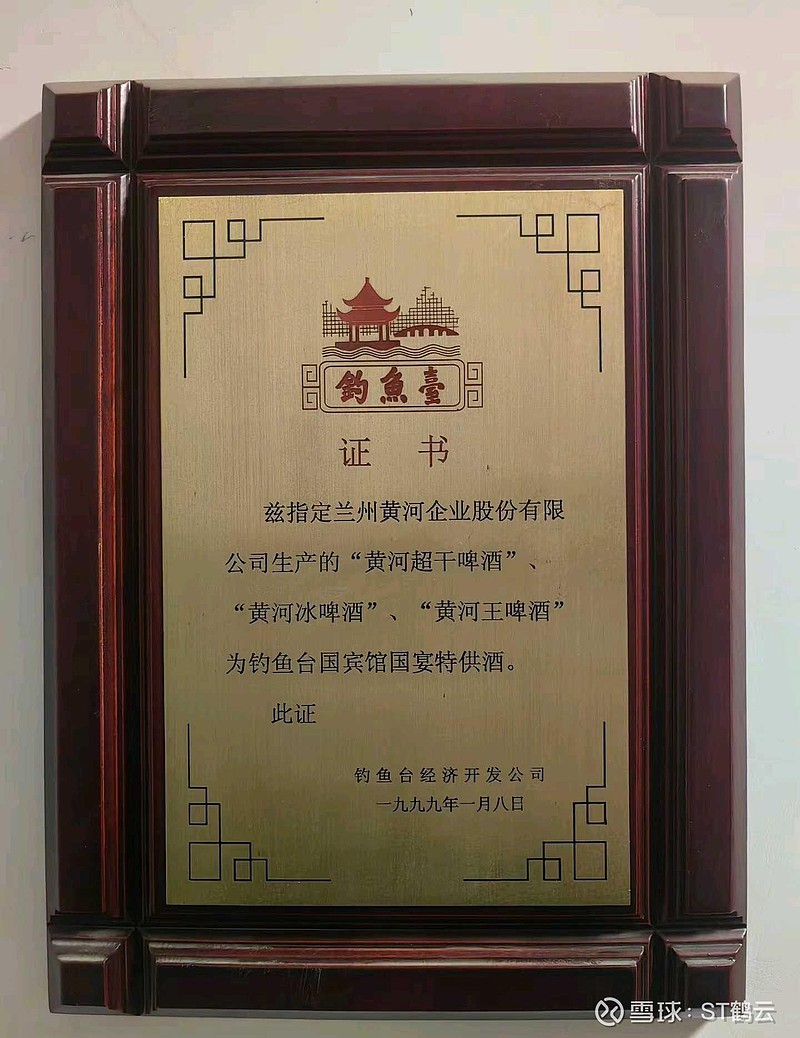 釣魚臺
证 书
兹指定兰州黄河企业股份有限
公司生产的“黄河超干啤酒”、
“黄河冰啤酒”、“黄河王啤酒”
为钓鱼台国宾馆国宴特供酒。
此证
钓鱼台经济开发公司
一九九九年一月八日
雪球：ST鹤云